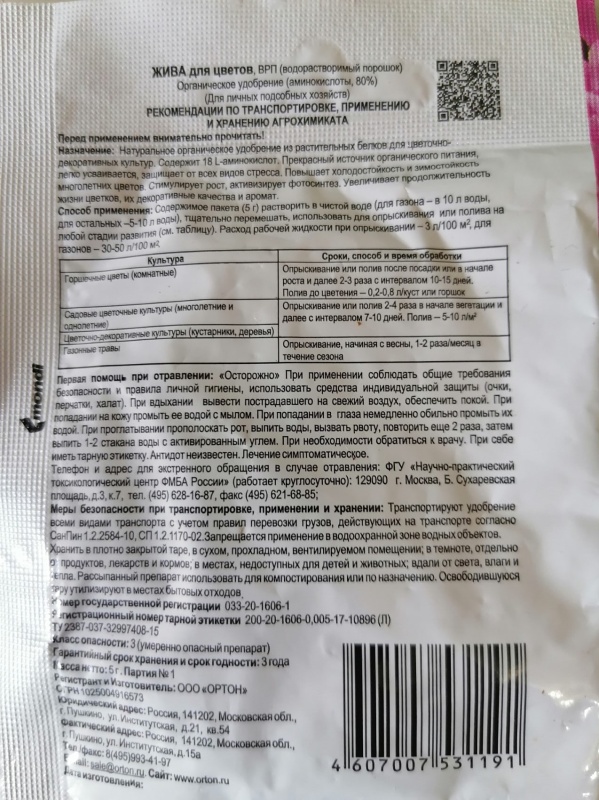 ЖИВА для цветов, ВРП (водорастворимый порошок)
Органическое удобрение (аминокислоты, 80%)
(Для личных подсобных хозяйств)
РЕКОМЕНДАЦИИ ПО ТРАНСПОРТИРОВКЕ, ПРИМЕНЕНИЮ
И ХРАНЕНИЮ АГРОХИМИКАТА
Перед применением внимательно прочитать!
Назначение: Натуральное органическое удобрение из растительных белков для цветочно-
декоративных культур. Содержит 18 L-аминокислот. Прекрасный источник органического питания,
легко усваивается, защищает от всех видов стресса. Повышает холодостойкость и зимостойкость
многолетних цветов. Стимулирует рост, активизирует фотосинтез. Увеличивает продолжительность
жизни цветков, их декоративные качества и аромат.
Способ применения: Содержимое пакета (5 г) растворить в чистой воде (для газона – в 10 л воды,
для остальных –5-10 л воды), тщательно перемешать, использовать для опрыскивания или полива на
любой стадии развития (см. таблицу). Расход рабочей жидкости при опрыскивании – 3 л/100 м², для
газонов – 30-50 л/100 м².
Культура
Сроки, способ и время обработки
Горшечные цветы (комнатные)
Опрыскивание или полив после посадки или в начале
роста и далее 2-3 раза с интервалом 10-15 дней.
Полив до цветения – 0,2-0,8 л/куст или горшок
Садовые цветочные культуры (многолетние и
однолетние)
Цветочно-декоративные культуры (кустарники, деревья)
Опрыскивание или полив 2-4 раза в начале вегетации и
далее с интервалом 7-10 дней. Полив – 5-10 л/м²
Газонные травы
Опрыскивание, начиная с весны, 1-2 раза/месяц в
течение сезона
mondi
Первая помощь при отравлении: «Осторожно» При применении соблюдать общие требования
безопасности и правила личной гигиены, использовать средства индивидуальной защиты (очки,
перчатки, халат). При вдыхании вывести пострадавшего на свежий воздух, обеспечить покой. При
попадании на кожу промыть ее водой с мылом. При попадании в глаза немедленно обильно промыть их
водой. При проглатывании прополоскать рот, выпить воды, вызвать рвоту, повторить еще 2 раза, затем
выпить 1-2 стакана воды с активированным углем. При необходимости обратиться к врачу. При себе
иметь тарную этикетку. Антидот неизвестен. Лечение симптоматическое.
Телефон и адрес для экстренного обращения в случае отравления: ФГУ «Научно-практический
токсикологический центр ФМБА России» (работает круглосуточно): 129090 г. Москва, Б. Сухаревская
площадь, д.3, к.7, тел. (495) 628-16-87, факс (495) 621-68-85;
Меры безопасности при транспортировке, применении и хранении: Транспортируют удобрение
всеми видами транспорта с учетом правил перевозки грузов, действующих на транспорте согласно
СанПин 1.2.2584-10, СП 1.2.1170-02. Запрещается применение в водоохранной зоне водных объектов.
Хранить в плотно закрытой таре, в сухом, прохладном, вентилируемом помещении; в темноте, отдельно
продуктов, лекарств и кормов; в местах, недоступных для детей и животных; вдали от света, влаги и
тепла. Рассыпанный препарат использовать для компостирования или по назначению. Освободившуюся
тару утилизируют в местах бытовых отходов.
Номер государственной регистрации 033-20-1606-1
Регистрационный номер тарной этикетки 200-20-1606-0,005-17-10896 (Л)
ТУ 2387-037-32997408-15
Класс опасности: 3 (умеренно опасный препарат)
Гарантийный срок хранения и срок годности: 3 года
Масса нетто: 5 г. Партия № 1
Регистрант и Изготовитель: ООО «ОРТОН»
ОГРН 1025004916573
Юридический адрес: Россия, 141202, Московская обл.,
г. Пушкино, ул. Институтская, д.21, кв.54
Фактический адрес: Россия, 141202, Московская обл.,
г. Пушкино, ул. Институтская, д.15а
Тел./факс: 8(495)993-41-97
Email: sale@orton.ru. Сайт: www.orton.ru
Дата изготовления:
4 607007 531191